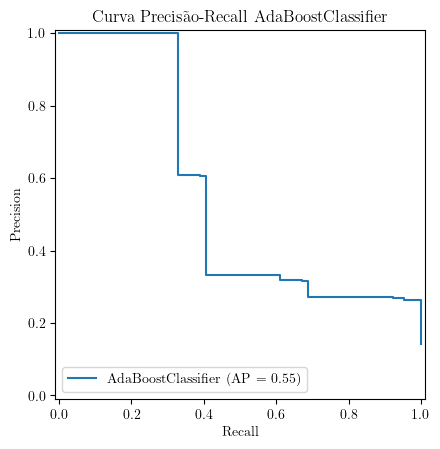 Curva Precisão-Recall AdaBoostClassifier
1.0
0.8
0.6
0.4
0.2
0.0
Precision
AdaBoostClassifier (AP = 0.55)
0.0 0.2 0.4 0.6 0.8 1.0
Recall